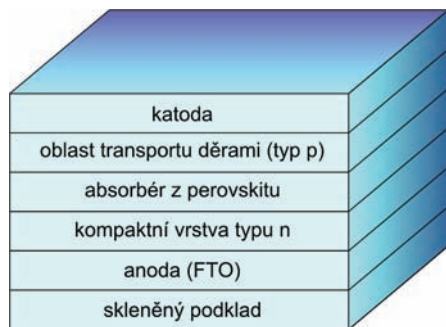 katoda
oblast transportu děrami (typ p)
absorbér z perovskitu
kompaktní vrstva typu n
anoda (FTO)
skleněný podklad